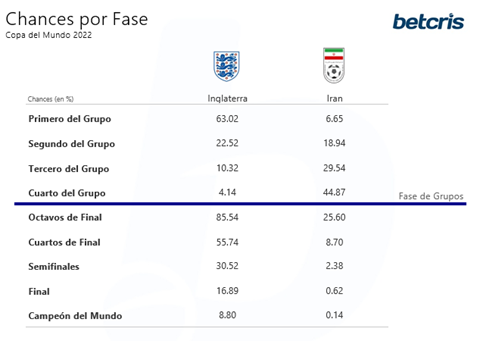 Chances por Fase
Copa del Mundo 2022
betcris
Chances (en %) Inglaterra Iran
Primero del Grupo 63.02 6.65
Segundo del Grupo 22.52 18.94
Tercero del Grupo 10.32 29.54
Cuarto del Grupo 4.14 44.87
Fase de Grupos
Octavos de Final 85.54 25.60
Cuartos de Final 55.74 8.70
Semifinales 30.52 2.38
Final 16.89 0.62
Campeón del Mundo 8.80 0.14